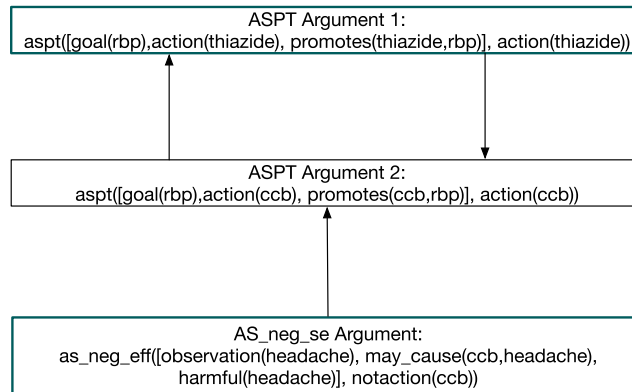 ASPT Argument 1:
aspt([goal(rbp),action(thiazide), promotes(thiazide,rbp)], action(thiazide))
ASPT Argument 2:
aspt([goal(rbp),action(ccb), promotes(ccb,rbp)], action(ccb))
AS_neg_se Argument:
as_neg_eff([observation(headache), may_cause(ccb,headache),
harmful(headache)], notaction(ccb))